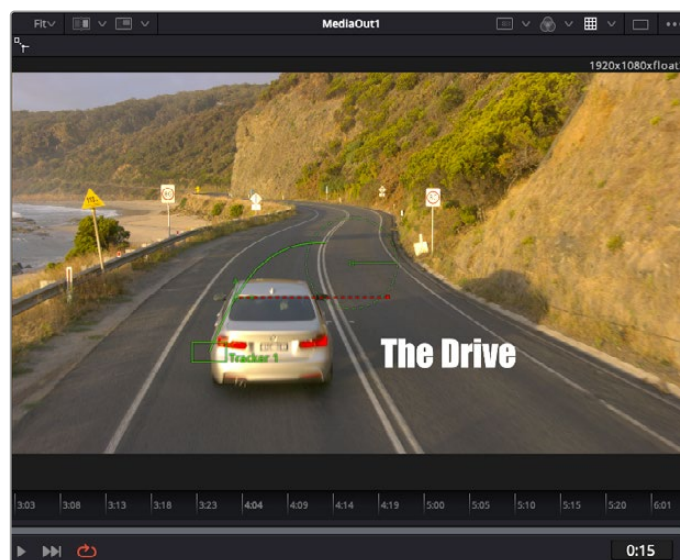 Fit
MediaOut1
1920x1080xfloat
Tracker 1
The Drive
3:03 3:08 3:13 3:18 3:23 4:04 4:09 4:14 4:19 5:00 5:05 5:10 5:15 5:20 6:01
0:15